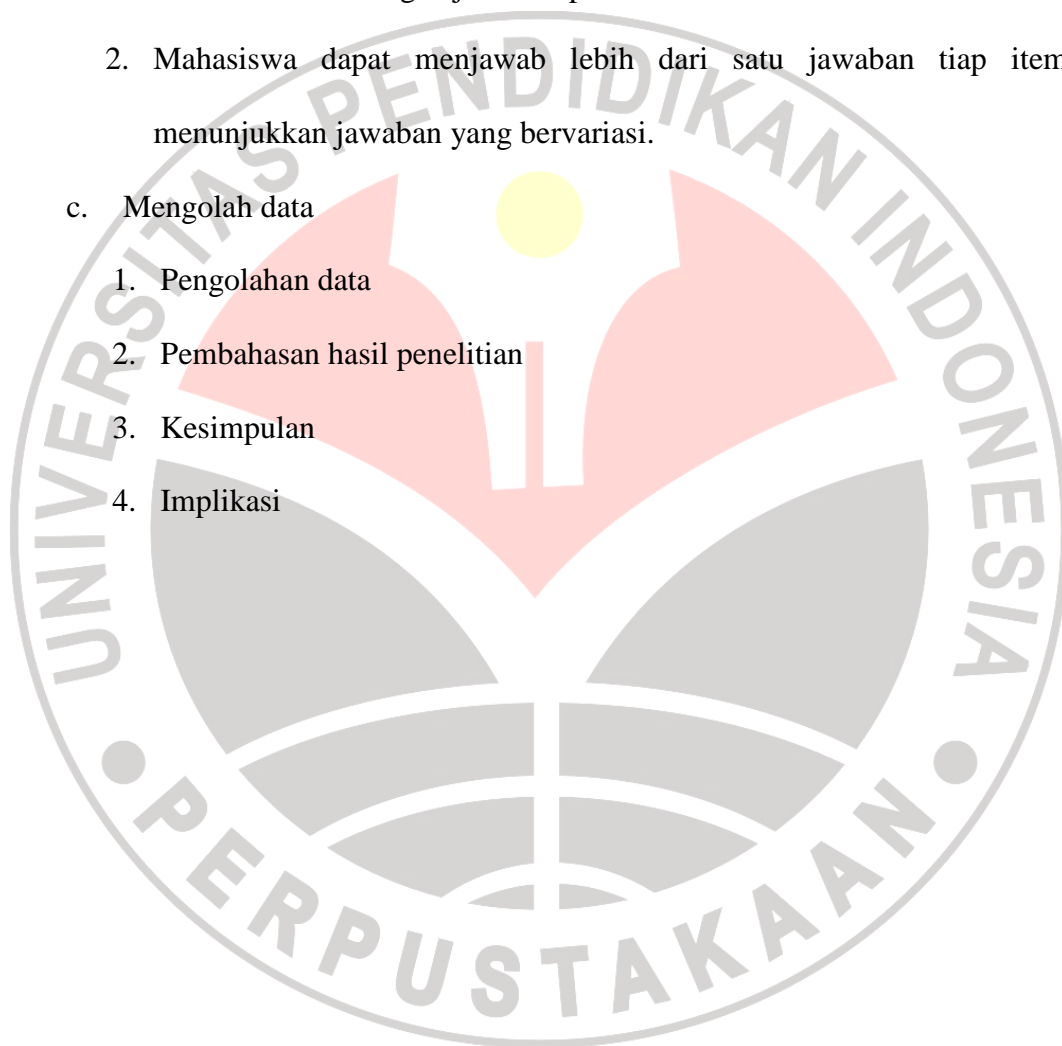 2. Mahasiswa dapat menjawab lebih dari satu jawaban tiap item
menunjukkan jawaban yang bervariasi.
c. Mengolah data
1. Pengolahan data
2. Pembahasan hasil penelitian
3. Kesimpulan
4. Implikasi
UNIVERSITAS PENDIDIKAN INDONESIA
PERPUSTAKAAN